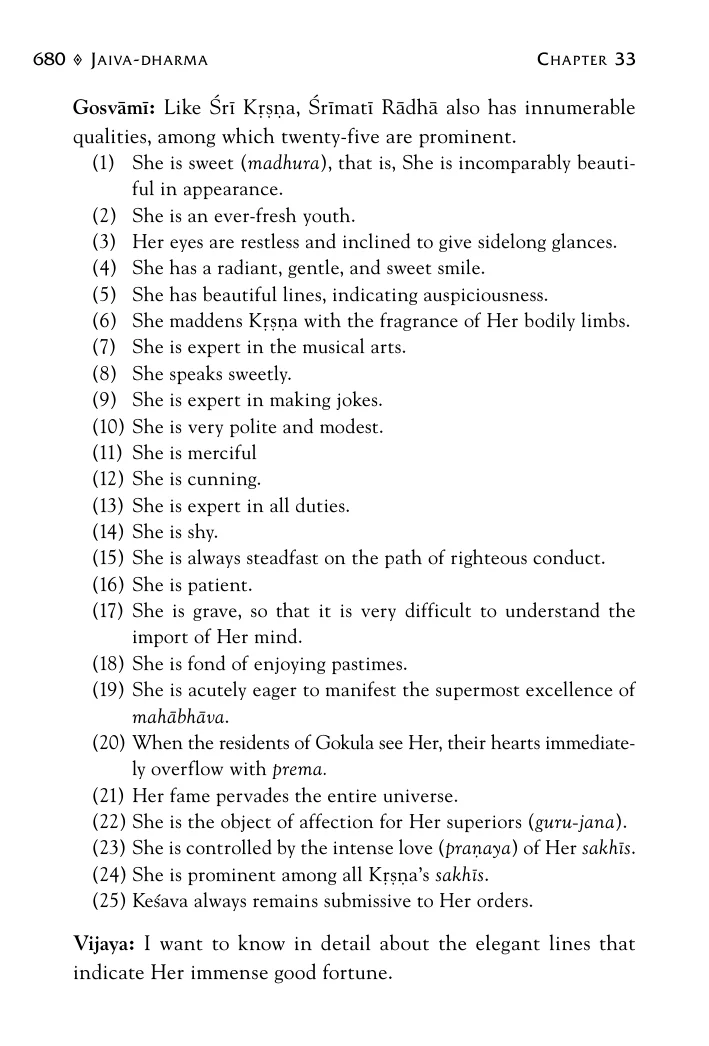 680 ◈ Jaiva-dharma Chapter 33
Gosvāmī: Like Śrī Kṛṣṇa, Śrīmatī Rādhā also has innumerable
qualities, among which twenty-five are prominent.
(1) She is sweet (madhura), that is, She is incomparably beauti-
ful in appearance.
(2) She is an ever-fresh youth.
(3) Her eyes are restless and inclined to give sidelong glances.
(4) She has a radiant, gentle, and sweet smile.
(5) She has beautiful lines, indicating auspiciousness.
(6) She maddens Kṛṣṇa with the fragrance of Her bodily limbs.
(7) She is expert in the musical arts.
(8) She speaks sweetly.
(9) She is expert in making jokes.
(10) She is very polite and modest.
(11) She is merciful
(12) She is cunning.
(13) She is expert in all duties.
(14) She is shy.
(15) She is always steadfast on the path of righteous conduct.
(16) She is patient.
(17) She is grave, so that it is very difficult to understand the
import of Her mind.
(18) She is fond of enjoying pastimes.
(19) She is acutely eager to manifest the supermost excellence of
mahābhāva.
(20) When the residents of Gokula see Her, their hearts immediate-
ly overflow with prema.
(21) Her fame pervades the entire universe.
(22) She is the object of affection for Her superiors (guru-jana).
(23) She is controlled by the intense love (praṇaya) of Her sakhīs.
(24) She is prominent among all Kṛṣṇa's sakhīs.
(25) Keśava always remains submissive to Her orders.
Vijaya: I want to know in detail about the elegant lines that
indicate Her immense good fortune.